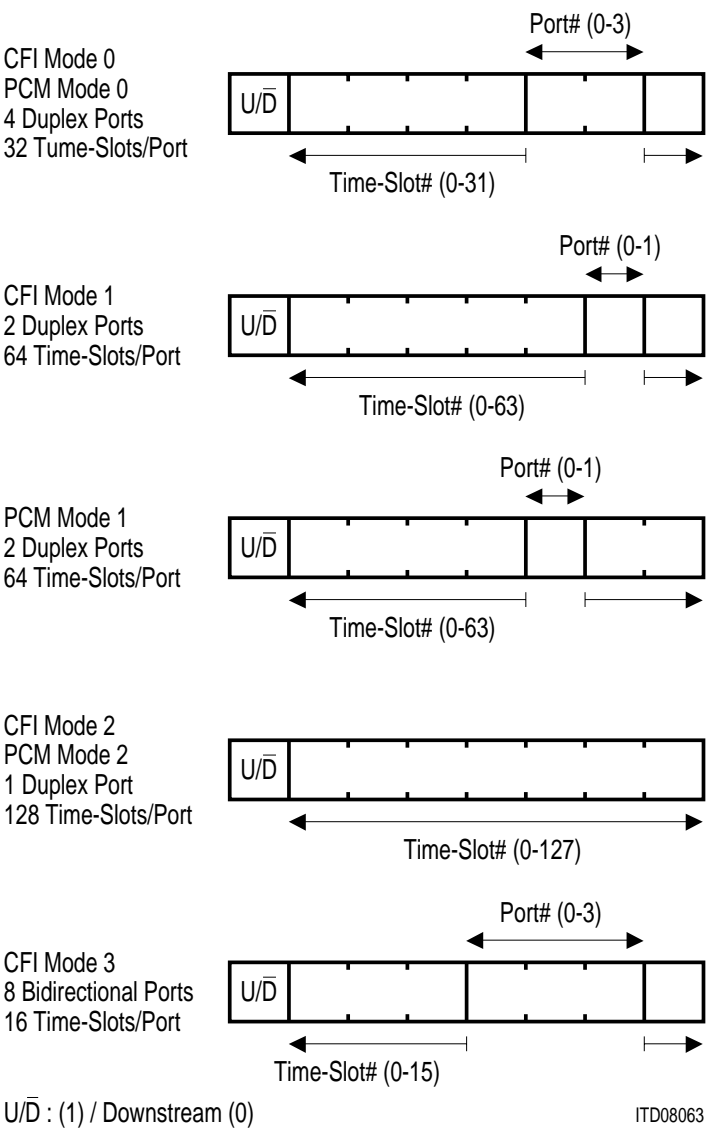 Port# (0-3)
CFI Mode 0
PCM Mode 0
4 Duplex Ports
32 Tume-Slots/Port
U/D̅
Time-Slot# (0-31)
Port# (0-1)
CFI Mode 1
2 Duplex Ports
64 Time-Slots/Port
U/D̅
Time-Slot# (0-63)
Port# (0-1)
PCM Mode 1
2 Duplex Ports
64 Time-Slots/Port
U/D̅
Time-Slot# (0-63)
CFI Mode 2
PCM Mode 2
1 Duplex Port
128 Time-Slots/Port
U/D̅
Time-Slot# (0-127)
Port# (0-3)
CFI Mode 3
8 Bidirectional Ports
16 Time-Slots/Port
U/D̅
Time-Slot# (0-15)
U/D̅ : (1) / Downstream (0)
ITD08063